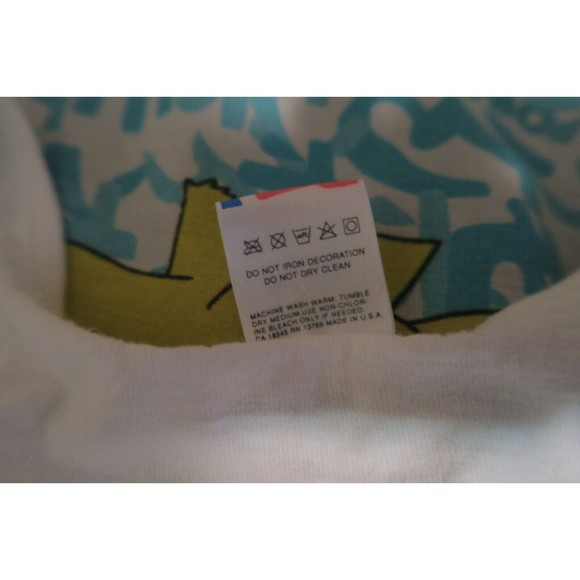 DO NOT IRON DECORATION
DO NOT DRY CLEAN
MACHINE WASH WARM, TUMBLE
DRY MEDIUM,USE NON-CHLOR-
INE BLEACH ONLY IF NEEDED.
CA 18345 RN 13765 MADE IN U.S.A.